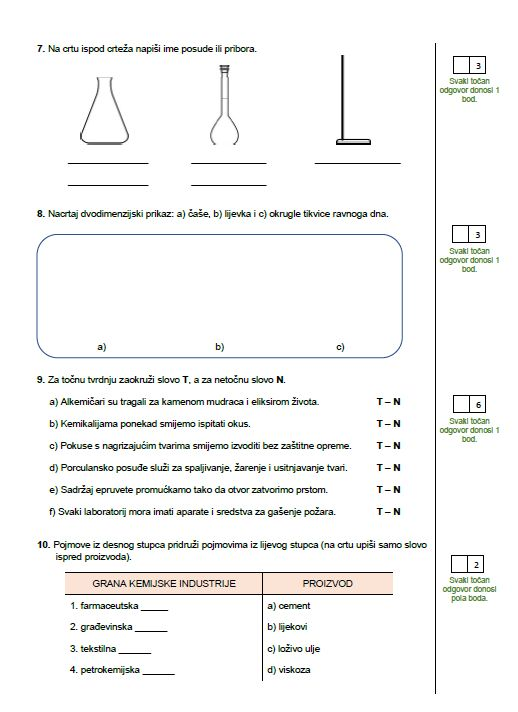 7. Na crtu ispod crteža napiši ime posude ili pribora.
3
Svaki točan
odgovor donosi 1
bod.
8. Nacrtaj dvodimenzijski prikaz: a) čaše, b) lijevka i c) okrugle tikvice ravnoga dna.
3
Svaki točan
odgovor donosi 1
bod.
a) b) c)
9. Za točnu tvrdnju zaokruži slovo T, a za netočnu slovo N.
a) Alkemičari su tragali za kamenom mudraca i eliksirom života. T – N
b) Kemikalijama ponekad smijemo ispitati okus. T – N
c) Pokuse s nagrizajućim tvarima smijemo izvoditi bez zaštitne opreme. T – N
d) Porculansko posuđe služi za spaljivanje, žarenje i usitnjavanje tvari. T – N
e) Sadržaj epruvete promućkamo tako da otvor zatvorimo prstom. T – N
f) Svaki laboratorij mora imati aparate i sredstva za gašenje požara. T – N
6
Svaki točan
odgovor donosi 1
bod.
10. Pojmove iz desnog stupca pridruži pojmovima iz lijevog stupca (na crtu upiši samo slovo
ispred proizvoda).
2
Svaki točan
odgovor donosi
pola boda.
GRANA KEMIJSKE INDUSTRIJE PROIZVOD
1. farmaceutska _____ a) cement
2. građevinska ______ b) lijekovi
3. tekstilna ______ c) loživo ulje
4. petrokemijska ______ d) viskoza